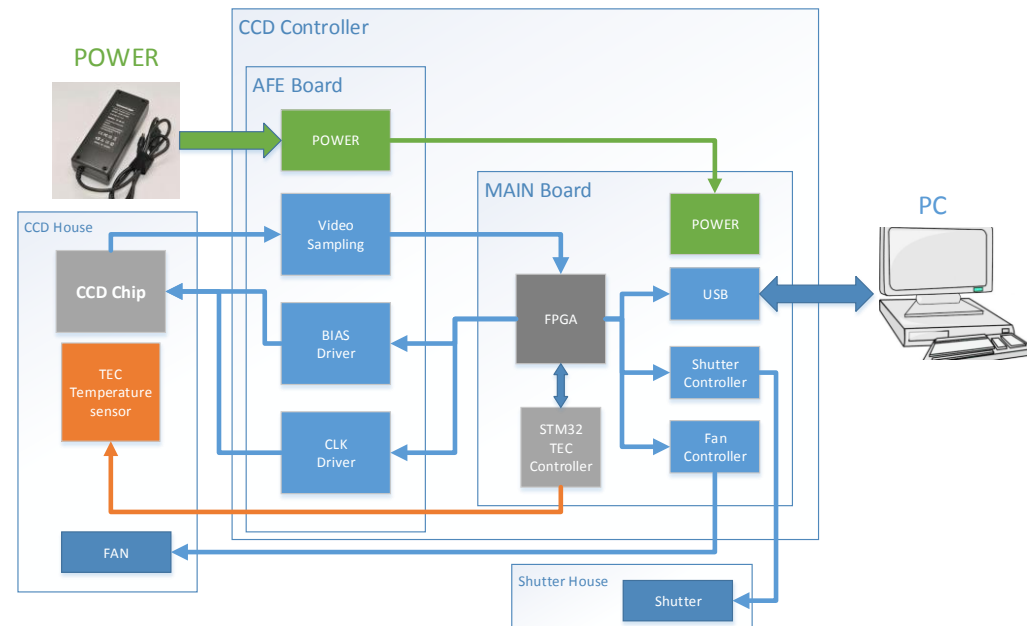 CCD Controller
POWER
AFE Board
POWER
MAIN Board
CCD House
Video
Sampling
POWER
PC
CCD Chip
FPGA
USB
BIAS
Driver
TEC
Temperature
sensor
Shutter
Controller
CLK
Driver
STM32
TEC
Controller
Fan
Controller
FAN
Shutter House
Shutter